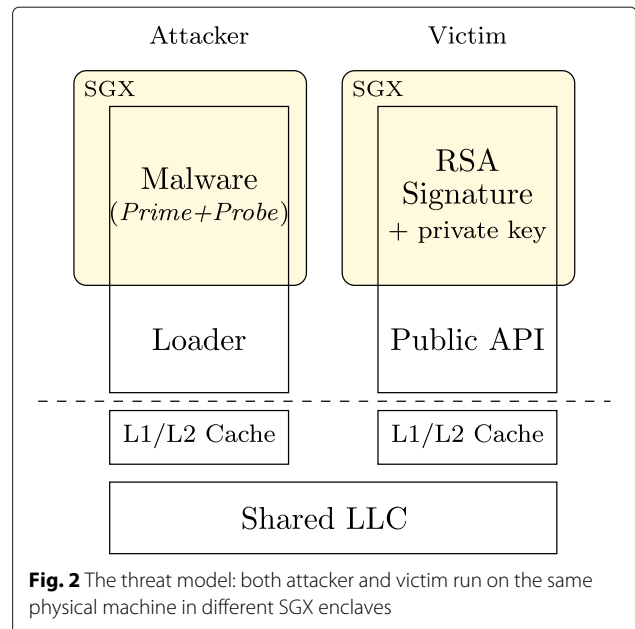 Attacker
Victim
SGX
SGX
Malware
(Prime+Probe)
RSA
Signature
+ private key
Loader
Public API
L1/L2 Cache
L1/L2 Cache
Shared LLC
Fig. 2 The threat model: both attacker and victim run on the same
physical machine in different SGX enclaves